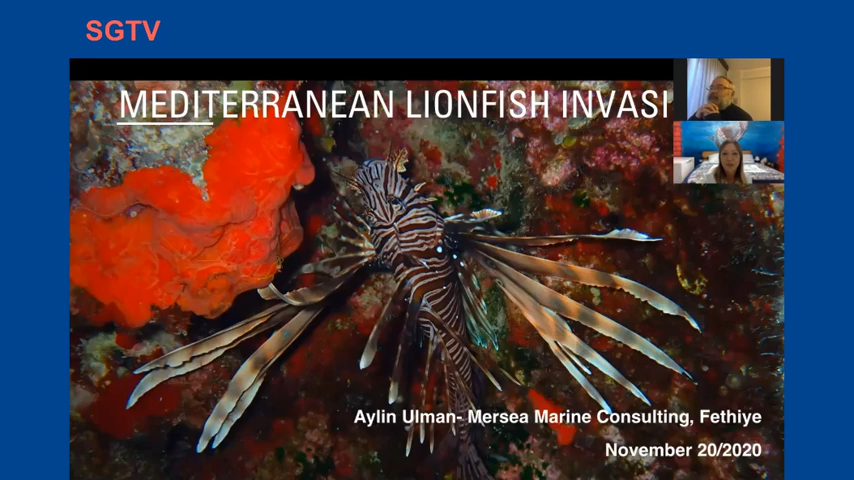 SGTV
MEDITERRANEAN LIONFISH INVASI
Aylin Ulman- Mersea Marine Consulting, Fethiye
November 20/2020